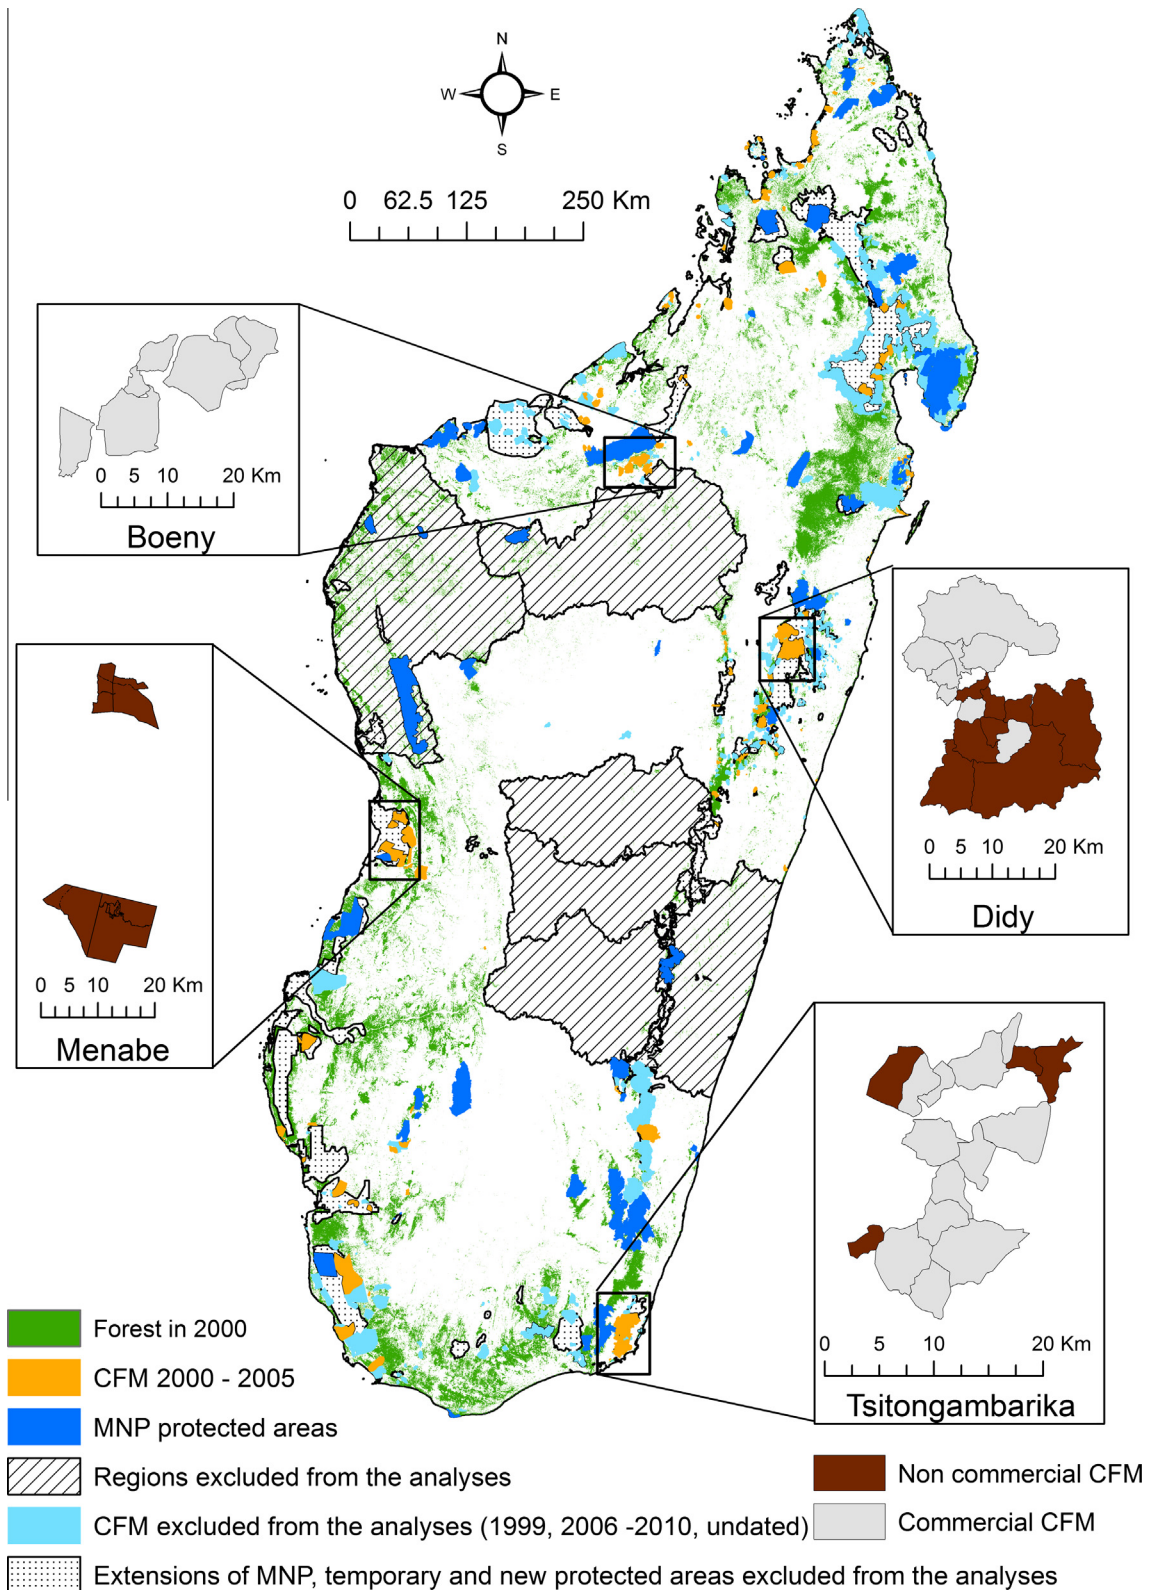 N
W E
S
0 62.5 125 250 Km
0 5 10 20 Km
Boeny
0 5 10 20 Km
Didy
0 5 10 20 Km
Menabe
0 5 10 20 Km
Tsitongambarika
Forest in 2000
CFM 2000 - 2005
MNP protected areas
Regions excluded from the analyses
CFM excluded from the analyses (1999, 2006 -2010, undated)
Extensions of MNP, temporary and new protected areas excluded from the analyses
Non commercial CFM
Commercial CFM